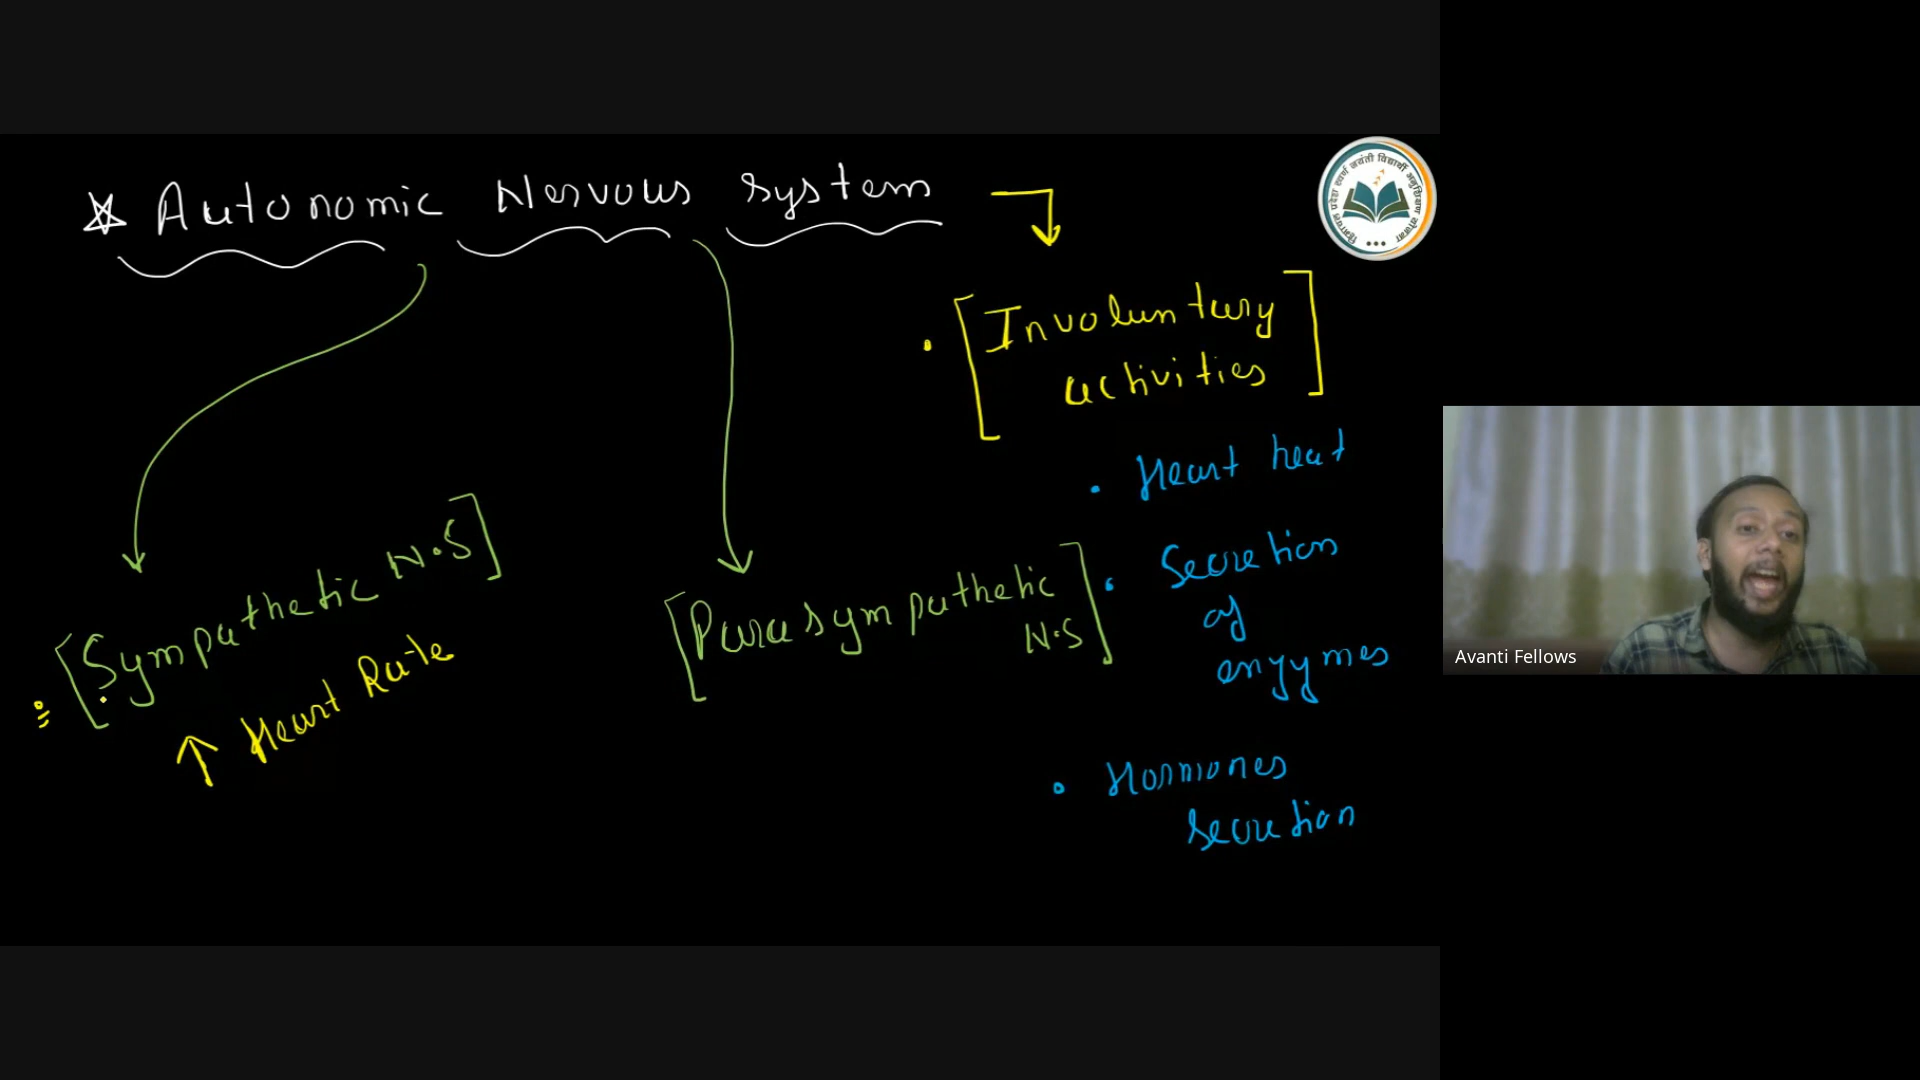 Autonomic Nervous system
Involuntary
activities
Heart beat
Secretion
of
enzymes
Hormones
secretion
[Sympathetic N.S]
↑ Heart Rate
[Parasympathetic
N.S]
Avanti Fellows